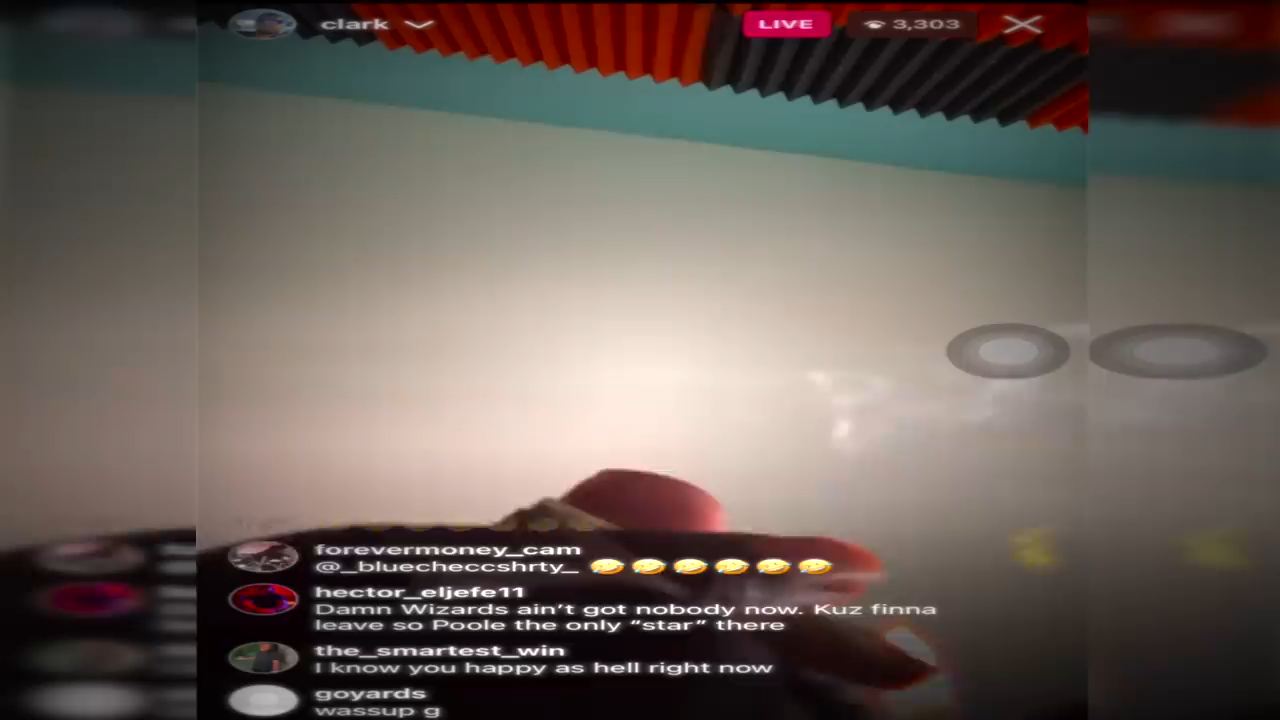 clark
LIVE
3,303
forevermoney_cam
@_bluecheccshrty_ 🤣🤣🤣🤣🤣🤣
hector_eljefe11
Damn Wizards ain't got nobody now. Kuz finna
leave so Poole the only “star” there
the_smartest_win
I know you happy as hell right now
goyards
wassup g